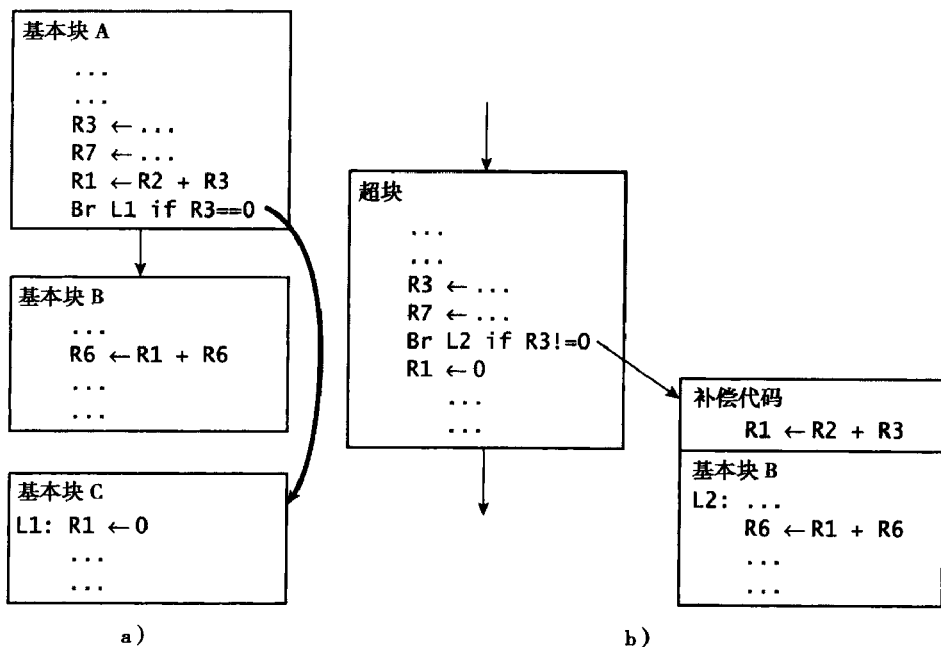 基本块 A
...
...
R3 ← ...
R7 ← ...
R1 ← R2 + R3
Br L1 if R3==0
基本块 B
...
R6 ← R1 + R6
...
...
基本块 C
L1: R1 ← 0
...
...
a)
超块
...
...
R3 ← ...
R7 ← ...
Br L2 if R3!=0
R1 ← 0
...
...
补偿代码
R1 ← R2 + R3
基本块 B
L2: ...
R6 ← R1 + R6
...
...
b)